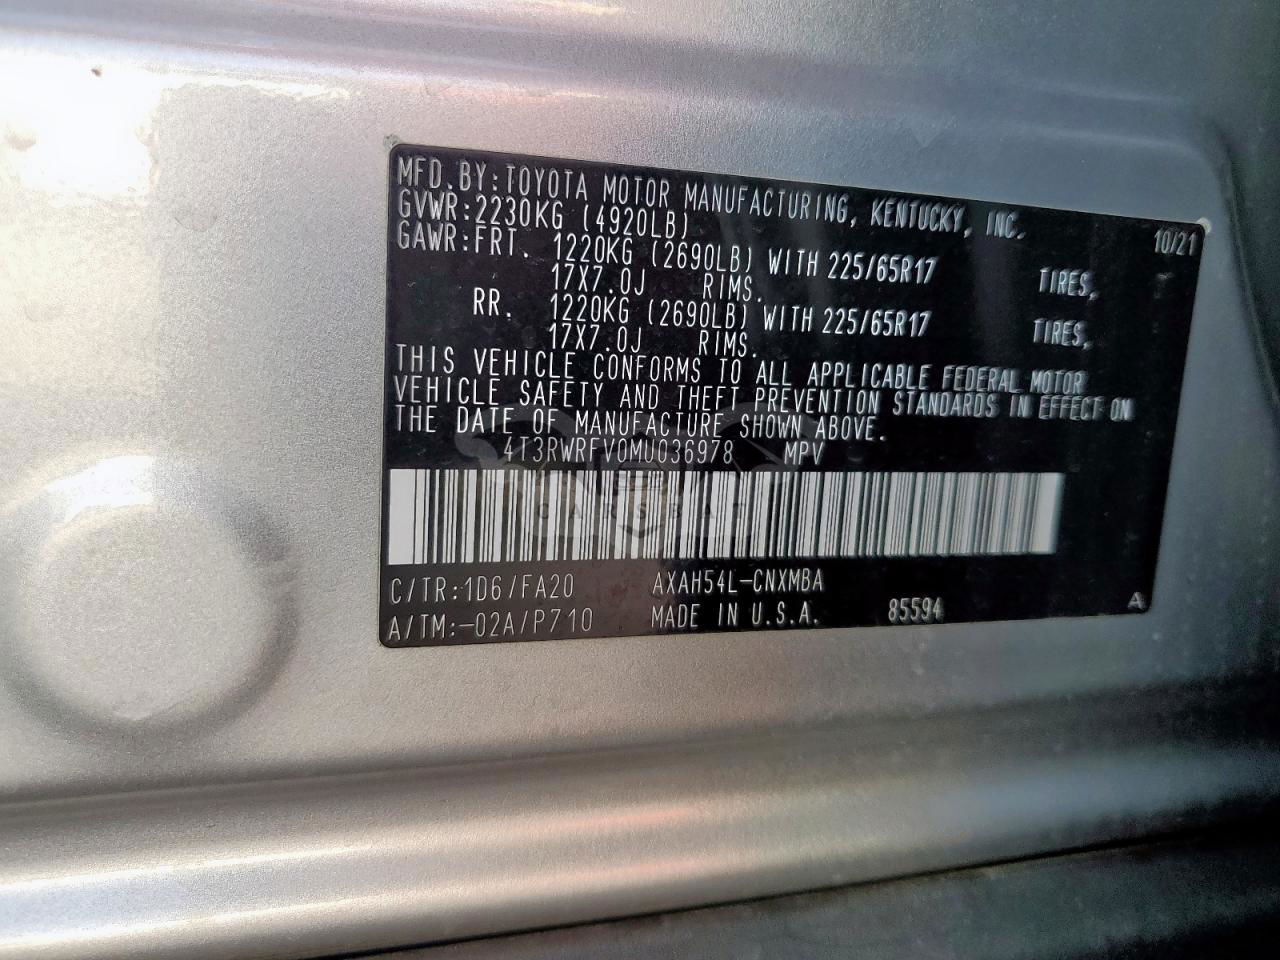 MFD.BY:TOYOTA MOTOR MANUFACTURING, KENTUCKY, INC.
GVWR:2230KG (4920LB) 10/21
GAWR:FRT. 1220KG (2690LB) WITH 225/65R17 TIRES,
17X7.0J RIMS.
RR. 1220KG (2690LB) WITH 225/65R17 TIRES,
17X7.0J RIMS.
THIS VEHICLE CONFORMS TO ALL APPLICABLE FEDERAL MOTOR
VEHICLE SAFETY AND THEFT PREVENTION STANDARDS IN EFFECT ON
THE DATE OF MANUFACTURE SHOWN ABOVE.
4T3RWRFV0MU036978 MPV
CARSBAT
C/TR:1D6/FA20 AXAH54L-CNXMBA
A/TM:-02A/P710 MADE IN U.S.A. 85594 A